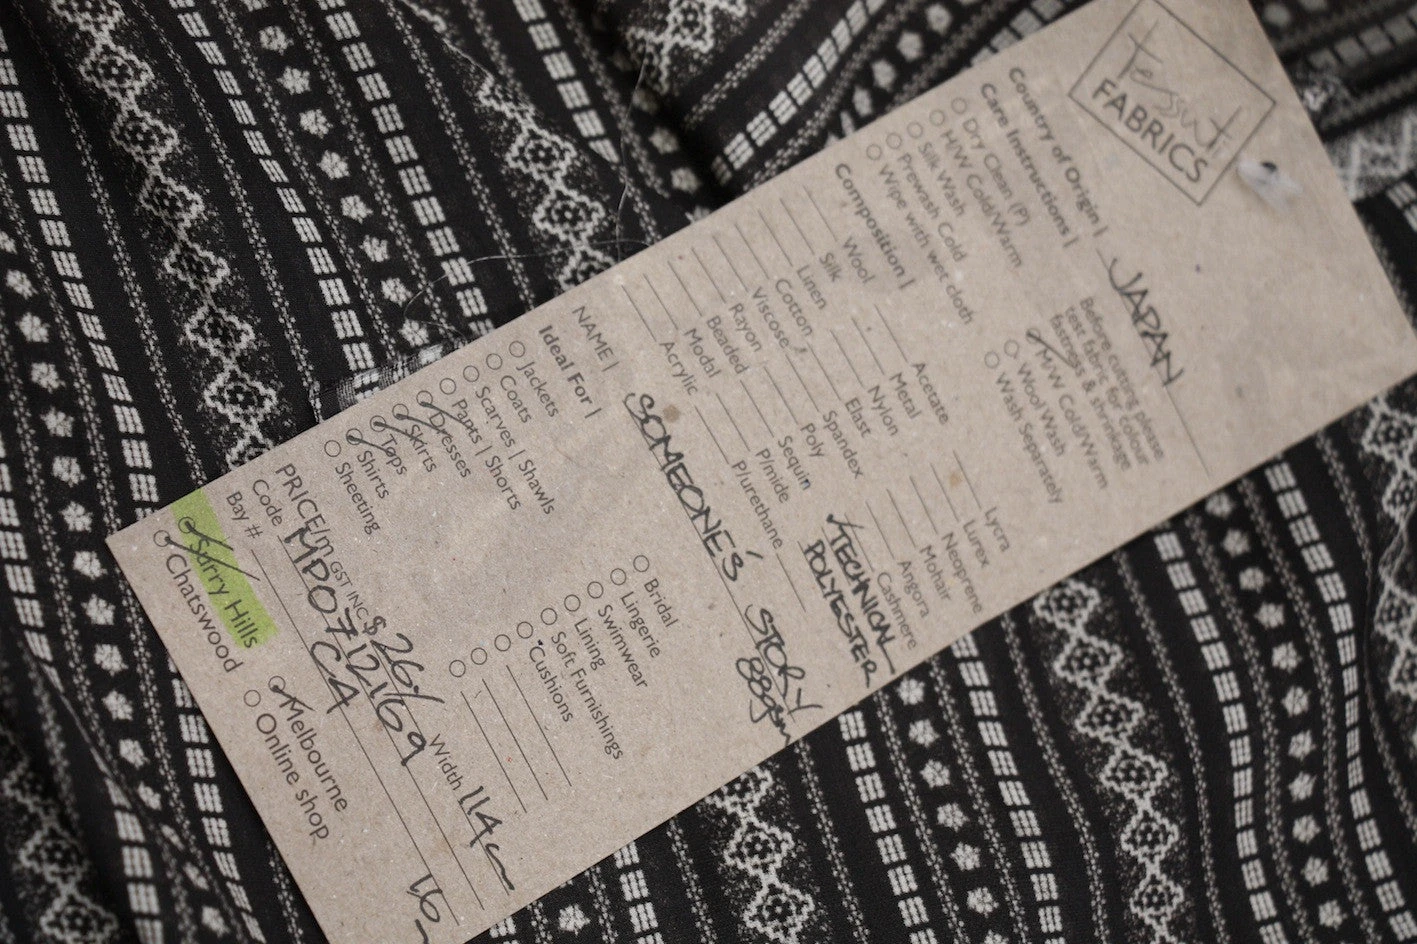 tessuti
FABRICS
Country of Origin | JAPAN
Care Instructions |
Before cutting please
test fabric for colour
fastness & shrinkage
Dry Clean (P)
H/W Cold/Warm
Silk Wash
Prewash Cold
Wipe with wet cloth
M/W Cold/Warm
Wool Wash
Wash Separately
Composition |
Wool
Silk
Linen
Cotton
Viscose
Rayon
Beaded
Modal
Acrylic
Acetate
Metal
Nylon
Elast
Spandex
Poly
Sequin
P/mide
P/urethane
Lycra
Lurex
Neoprene
Mohair
Angora
Cashmere
TECHNICAL
POLYESTER
NAME | SOMEONE'S STORY
88gsm
Ideal For |
Jackets
Coats
Scarves | Shawls
Pants | Shorts
Dresses
Skirts
Tops
Shirts
Sheeting
Bridal
Lingerie
Swimwear
Lining
Soft Furnishings
Cushions
PRICE/m GST INC $ 26/ Width 114cm
Code MP0712169
Bay # CA 116
Surry Hills
Chatswood
Melbourne
Online shop